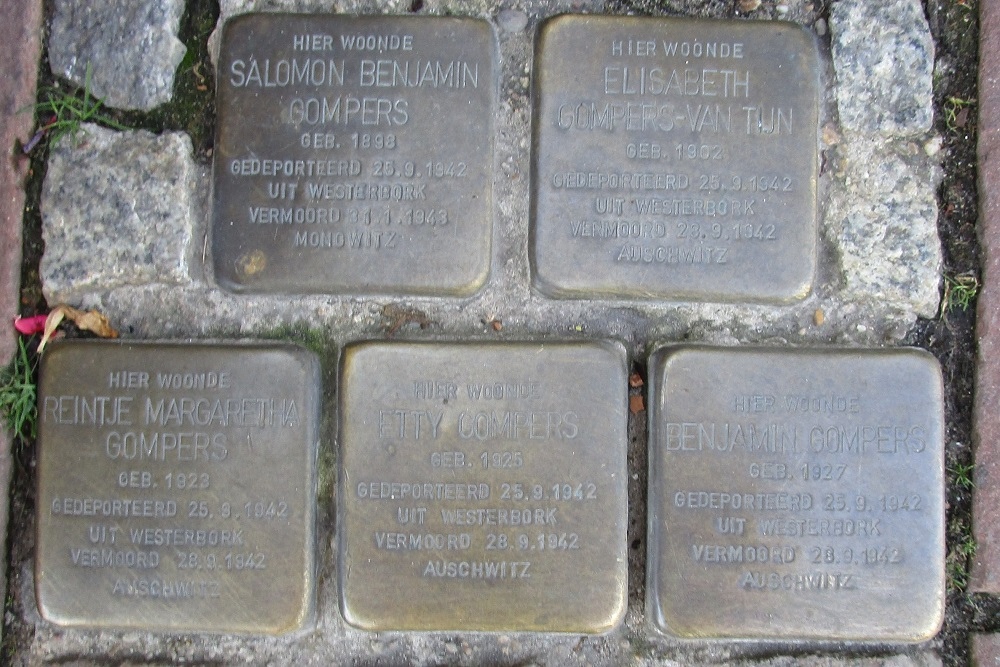 HIER WOONDE
SALOMON BENJAMIN
GOMPERS
GEB. 1898
GEDEPORTEERD 25.9.1942
UIT WESTERBORK
VERMOORD 31.1.1943
MONOWITZ
HIER WOONDE
ELISABETH
GOMPERS-VAN TIJN
GEB. 1902
GEDEPORTEERD 25.9.1942
UIT WESTERBORK
VERMOORD 28.9.1942
AUSCHWITZ
HIER WOONDE
REINTJE MARGARETHA
GOMPERS
GEB. 1923
GEDEPORTEERD 25.9.1942
UIT WESTERBORK
VERMOORD 28.9.1942
AUSCHWITZ
HIER WOONDE
ETTY GOMPERS
GEB. 1925
GEDEPORTEERD 25.9.1942
UIT WESTERBORK
VERMOORD 28.9.1942
AUSCHWITZ
HIER WOONDE
BENJAMIN GOMPERS
GEB. 1927
GEDEPORTEERD 25.9.1942
UIT WESTERBORK
VERMOORD 28.9.1942
AUSCHWITZ